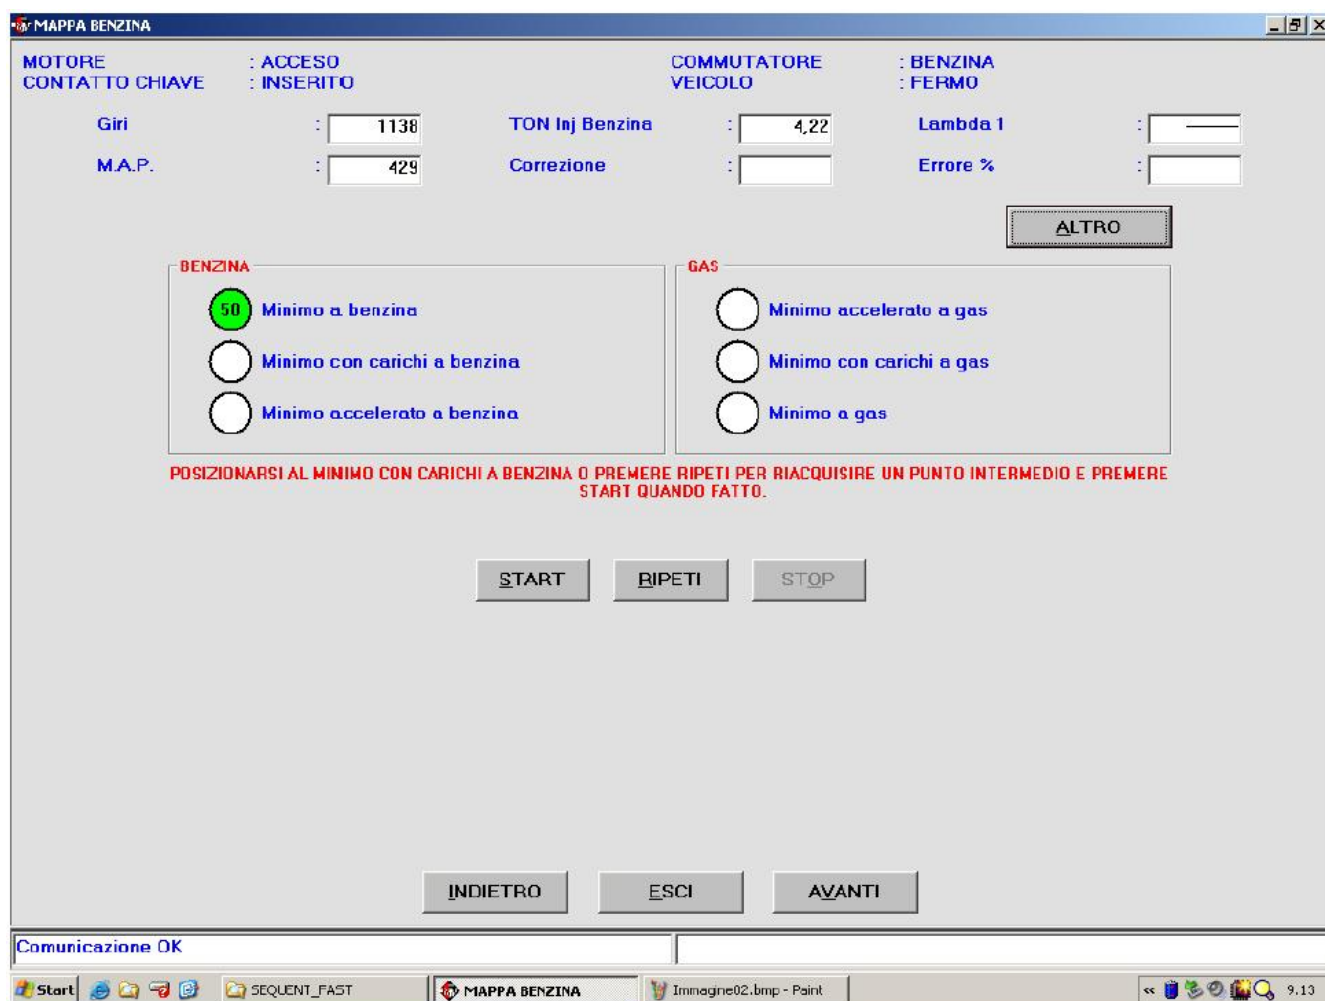 MAPPA BENZINA
MOTORE : ACCESO COMMUTATORE : BENZINA
CONTATTO CHIAVE : INSERITO VEICOLO : FERMO
Giri : 1138 TON Inj Benzina : 4,22 Lambda 1 :
M.A.P. : 429 Correzione : Errore % :
ALTRO
BENZINA GAS
50 Minimo a benzina Minimo accelerato a gas
Minimo con carichi a benzina Minimo con carichi a gas
Minimo accelerato a benzina Minimo a gas
POSIZIONARSI AL MINIMO CON CARICHI A BENZINA O PREMERE RIPETI PER RIACQUISIRE UN PUNTO INTERMEDIO E PREMERE
START QUANDO FATTO.
START RIPETI STOP
INDIETRO ESCI AVANTI
Comunicazione OK
Start SEQUENT_FAST MAPPA BENZINA Immagine02.bmp - Paint « 9.13